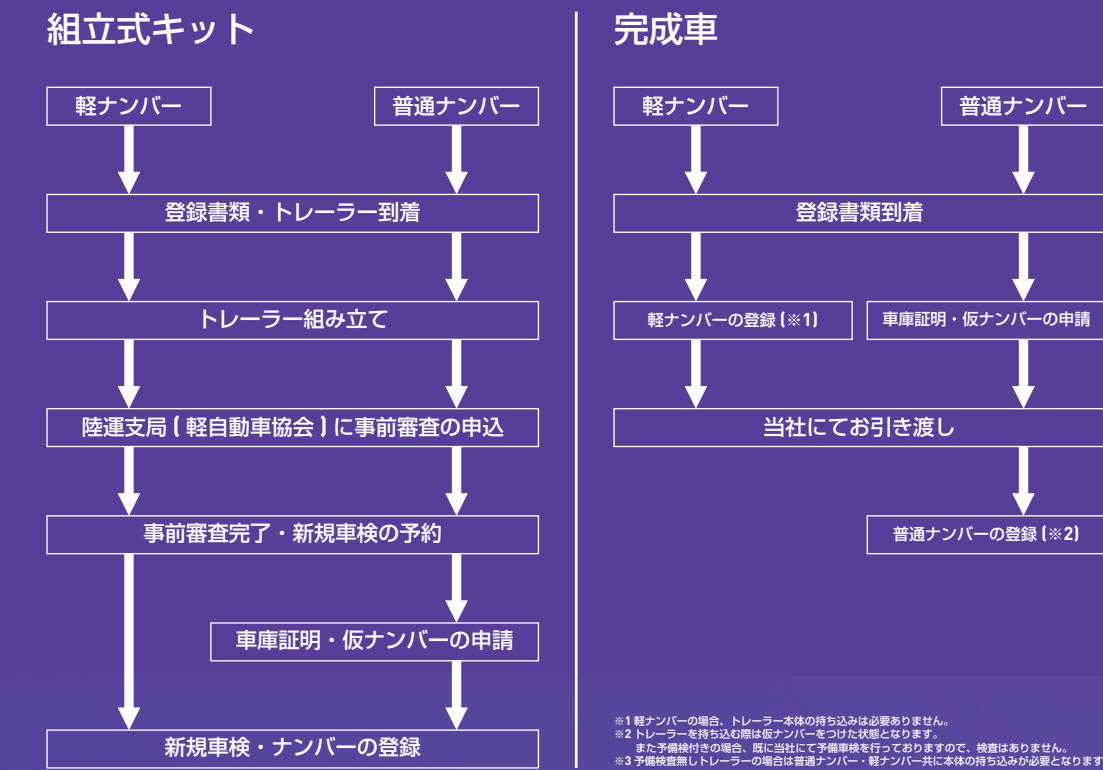 組立式キット
軽ナンバー
普通ナンバー
登録書類・トレーラー到着
トレーラー組み立て
陸運支局(軽自動車協会)に事前審査の申込
事前審査完了・新規車検の予約
車庫証明・仮ナンバーの申請
新規車検・ナンバーの登録
完成車
軽ナンバー
普通ナンバー
登録書類到着
軽ナンバーの登録(※1)
車庫証明・仮ナンバーの申請
当社にてお引き渡し
普通ナンバーの登録(※2)
※1 軽ナンバーの場合、トレーラー本体の持ち込みは必要ありません。
※2 トレーラーを持ち込む際は仮ナンバーをつけた状態となります。
また予備検付きの場合、既に当社にて予備車検を行っておりますので、検査はありません。
※3 予備検査無しトレーラーの場合は普通ナンバー・軽ナンバー共に本体の持ち込みが必要となります